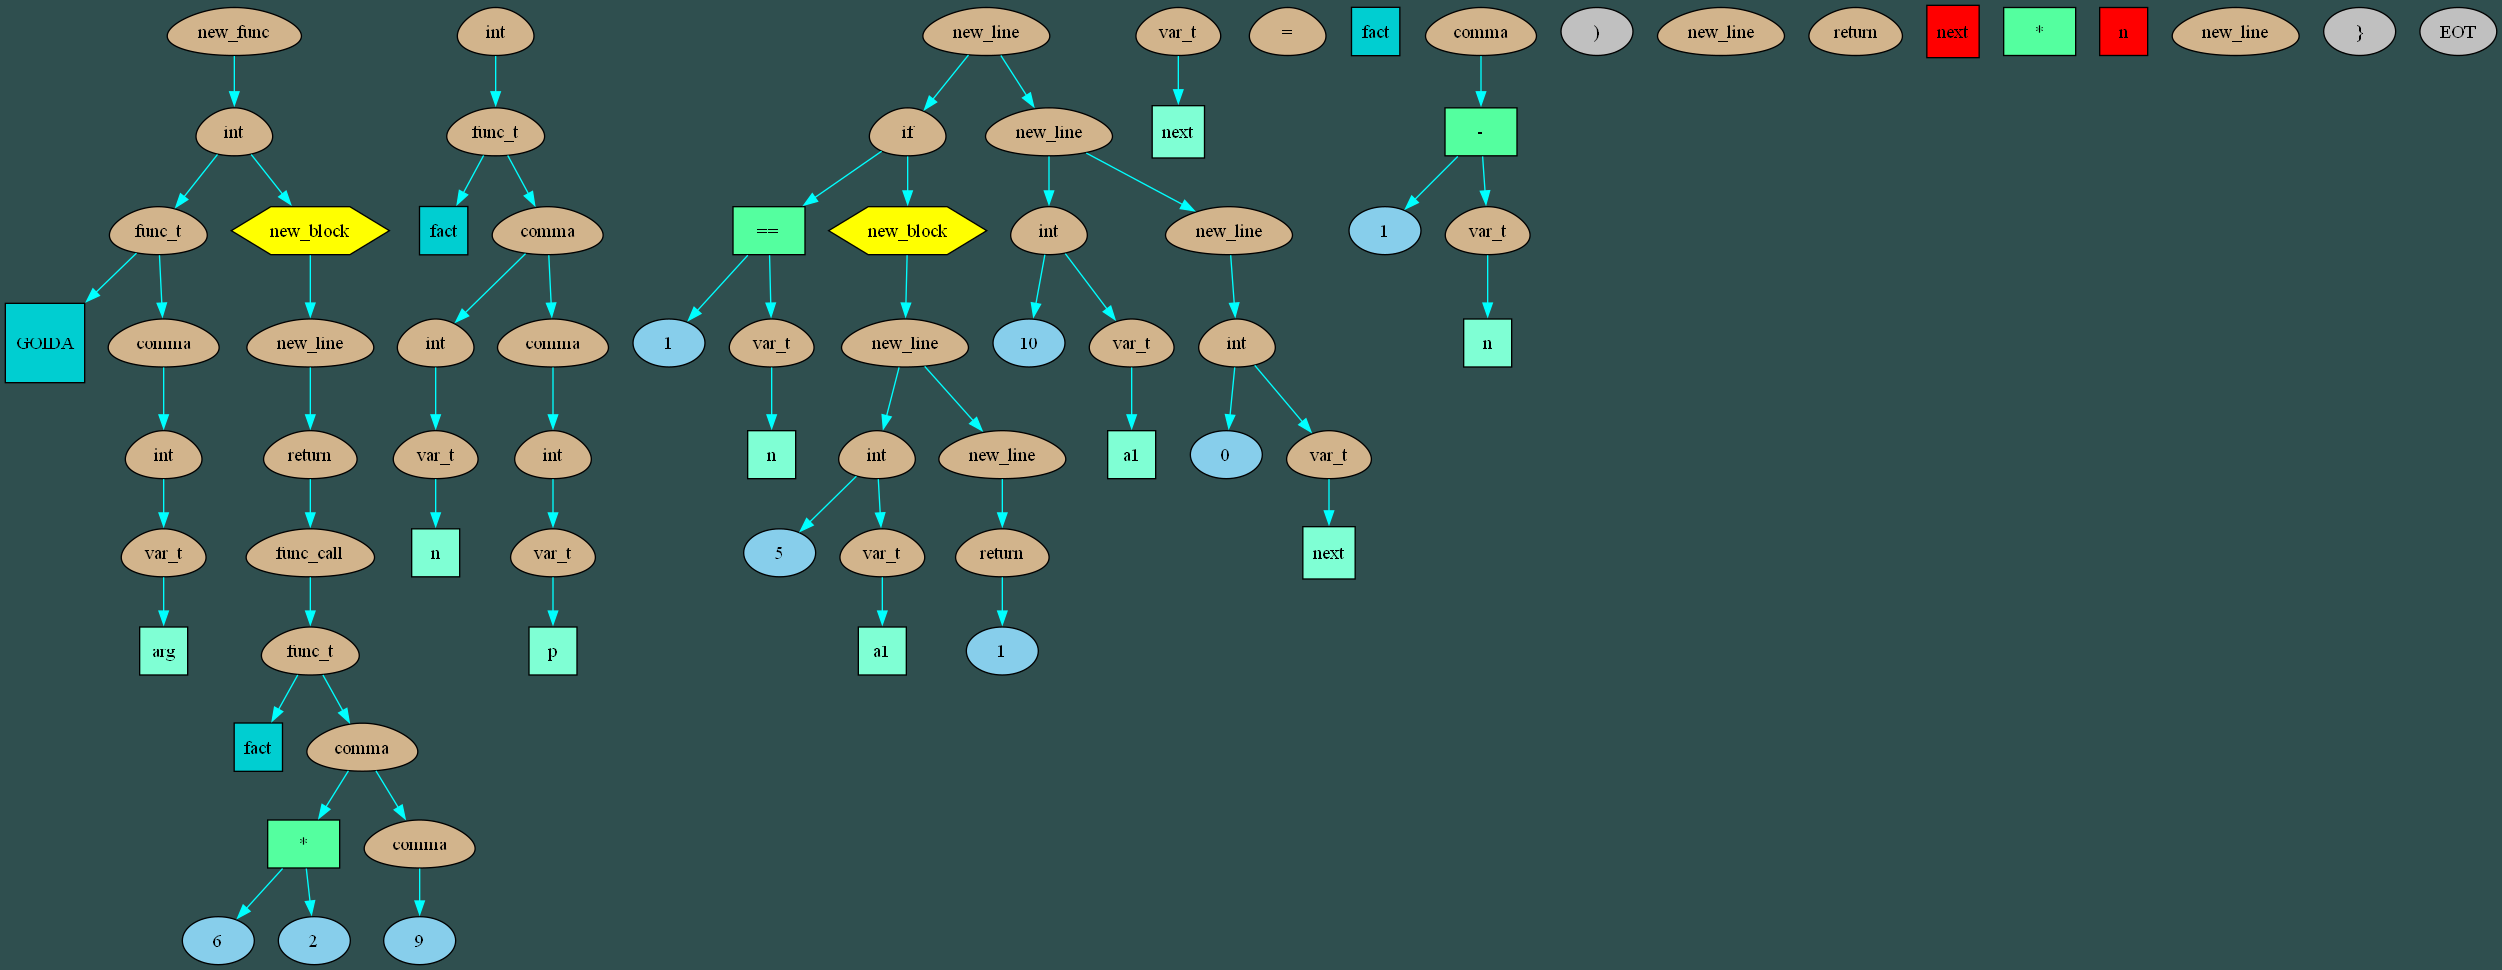 new_func int new_line var_t = fact comma ) new_line return next * n new_line } EOT
int func_t if new_line next -
func_t new_block fact comma == new_block int new_line 1 var_t
GOIDA comma new_line int comma 1 var_t new_line 10 var_t int n
int return var_t int n int new_line a1 0 var_t
var_t func_call n var_t 5 var_t return next
arg func_t p a1 1
fact comma
* comma
6 2 9